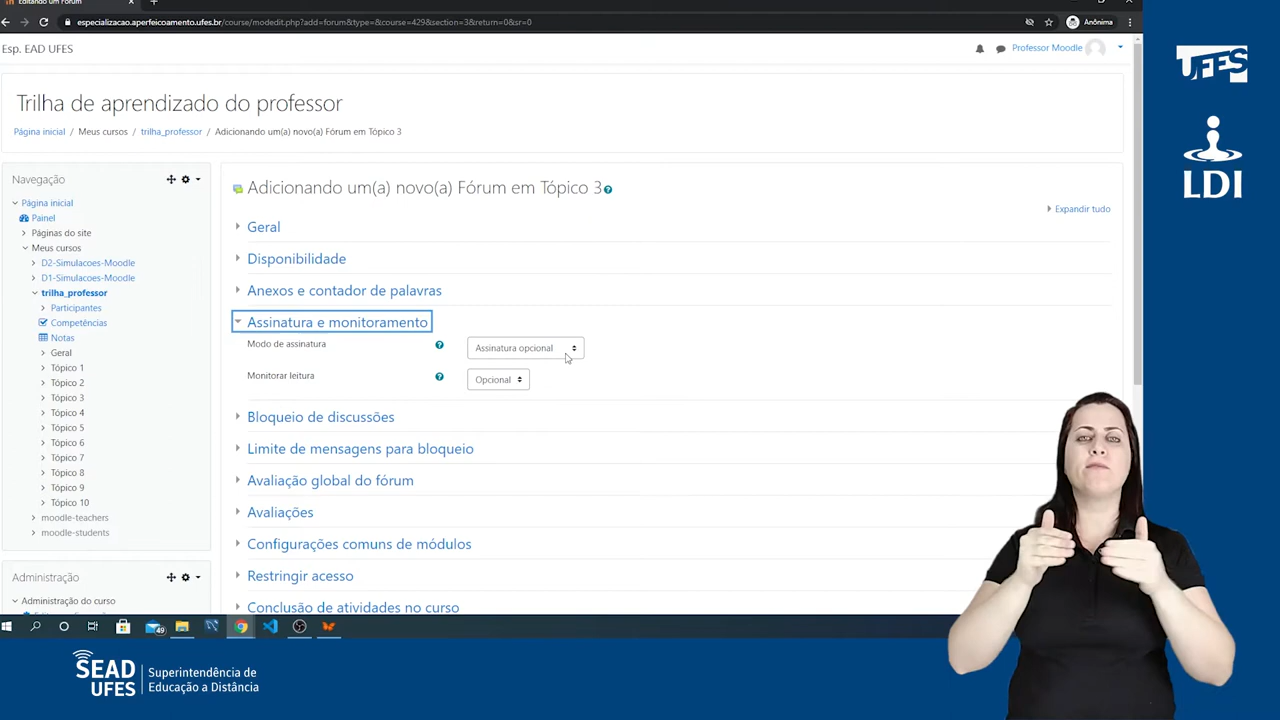 Editando um Fórum
especializacao.aperfeicoamento.ufes.br/course/modedit.php?add=forum&type=&course=429&section=3&return=0&sr=0
Anônima
Esp. EAD UFES
Professor Moodle
UFES
LDI
Trilha de aprendizado do professor
Página inicial / Meus cursos / trilha_professor / Adicionando um(a) novo(a) Fórum em Tópico 3
Navegação
Página inicial
Painel
Páginas do site
Meus cursos
D2-Simulacoes-Moodle
D1-Simulacoes-Moodle
trilha_professor
Participantes
Competências
Notas
Geral
Tópico 1
Tópico 2
Tópico 3
Tópico 4
Tópico 5
Tópico 6
Tópico 7
Tópico 8
Tópico 9
Tópico 10
moodle-teachers
moodle-students
Administração
Administração do curso
Adicionando um(a) novo(a) Fórum em Tópico 3
Expandir tudo
Geral
Disponibilidade
Anexos e contador de palavras
Assinatura e monitoramento
Modo de assinatura
Assinatura opcional
Monitorar leitura
Opcional
Bloqueio de discussões
Limite de mensagens para bloqueio
Avaliação global do fórum
Avaliações
Configurações comuns de módulos
Restringir acesso
Conclusão de atividades no curso
49
SEAD
UFES
Superintendência de
Educação a Distância